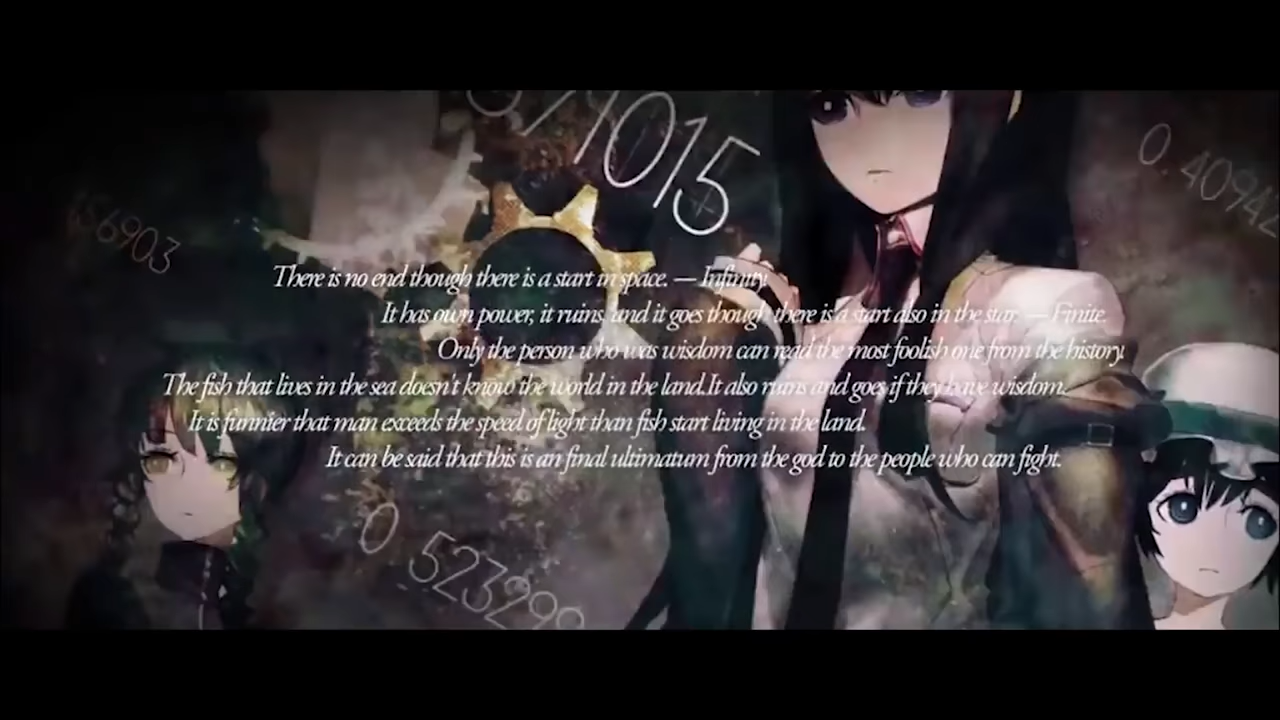 71015
0.40942
456903
There is no end though there is a start in space. — Infinity.
It has own power, it ruins, and it goes though there is a start also in the star. — Finite.
Only the person who was wisdom can read the most foolish one from the history.
The fish that lives in the sea doesn't know the world in the land.It also ruins and goes if they have wisdom.
It is funnier that man exceeds the speed of light than fish start living in the land.
It can be said that this is an final ultimatum from the god to the people who can fight.
0 523299